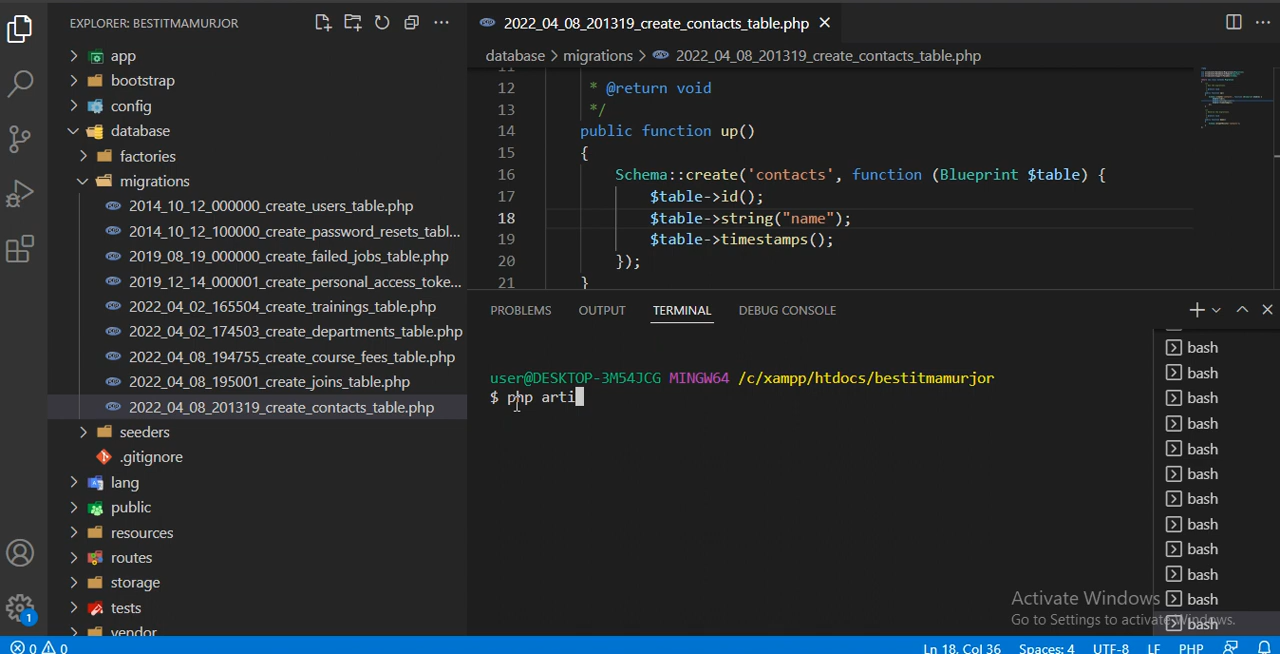 EXPLORER: BESTITMAMURJOR
app
bootstrap
config
database
factories
migrations
2014_10_12_000000_create_users_table.php
2014_10_12_100000_create_password_resets_tabl...
2019_08_19_000000_create_failed_jobs_table.php
2019_12_14_000001_create_personal_access_toke...
2022_04_02_165504_create_trainings_table.php
2022_04_02_174503_create_departments_table.php
2022_04_08_194755_create_course_fees_table.php
2022_04_08_195001_create_joins_table.php
2022_04_08_201319_create_contacts_table.php
seeders
.gitignore
lang
public
resources
routes
storage
tests
vendor
1
2022_04_08_201319_create_contacts_table.php
database > migrations > 2022_04_08_201319_create_contacts_table.php
11
12 * @return void
13 */
14 public function up()
15 {
16 Schema::create('contacts', function (Blueprint $table) {
17 $table->id();
18 $table->string("name");
19 $table->timestamps();
20 });
21 }
PROBLEMS OUTPUT TERMINAL DEBUG CONSOLE
user@DESKTOP-3M54JCG MINGW64 /c/xampp/htdocs/bestitmamurjor
$ php arti
bash
bash
bash
bash
bash
bash
bash
bash
bash
bash
bash
bash
Activate Windows
Go to Settings to activate Windows.
0 0 Ln 18, Col 36 Spaces: 4 UTF-8 LF PHP